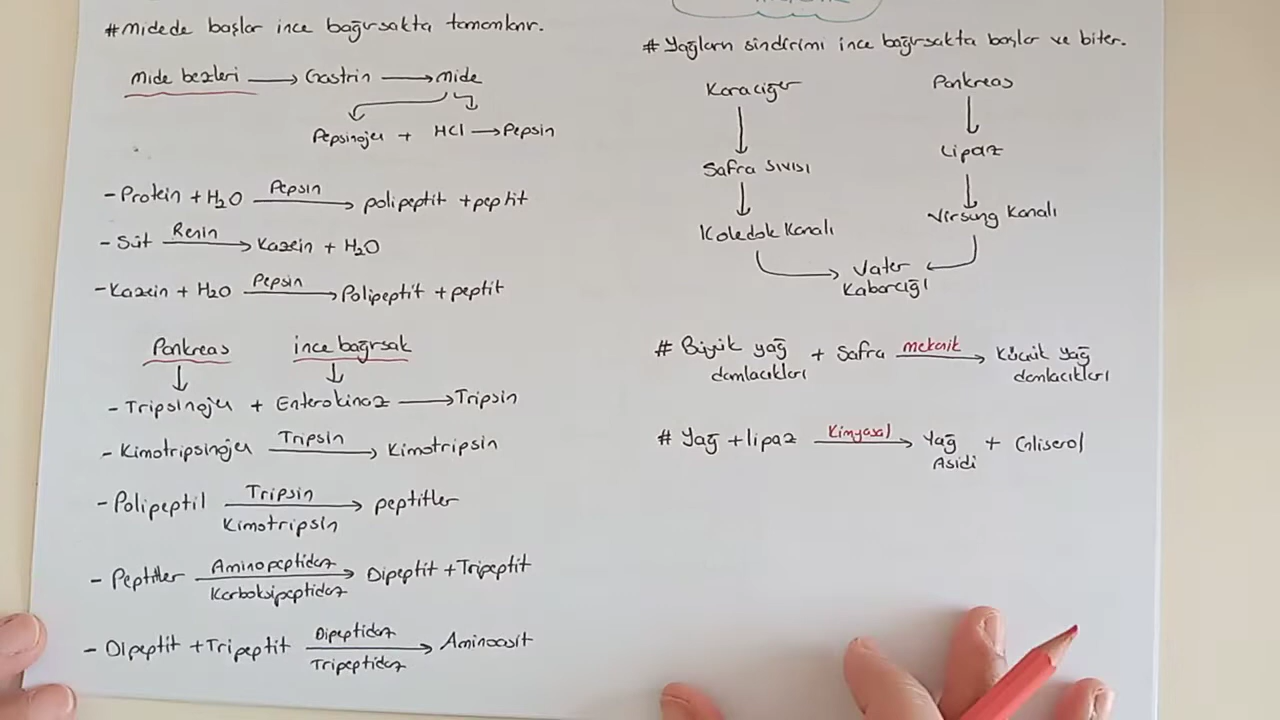 #Midede başlar ince bağırsakta tamamlanır.
Mide bezleri → Gastrin → Mide
Pepsinojen + HCl → Pepsin
- Protein + H₂O Pepsin → polipeptit + peptit
- Süt Renin → Kazein + H₂O
- Kazein + H₂O Pepsin → Polipeptit + peptit
Pankreas ince bağırsak
- Tripsinojen + Enterokinaz → Tripsin
- Kimotripsinojen Tripsin → Kimotripsin
- Polipeptit Tripsin → peptitler
Kimotripsin
- Peptitler Aminopeptidaz → Dipeptit + Tripeptit
Karboksipeptidaz
- Dipeptit + Tripeptit Dipeptidaz → Aminoasit
Tripeptidaz
# Yağların sindirimi ince bağırsakta başlar ve biter.
Karaciğer Pankreas
Safra sıvısı Lipaz
Koledok Kanalı Virsung Kanalı
Vater
Kabarcığı
# Büyük yağ + Safra mekanik → Küçük yağ
damlacıkları damlacıkları
# Yağ + lipaz Kimyasal → Yağ + Gliserol
Asidi